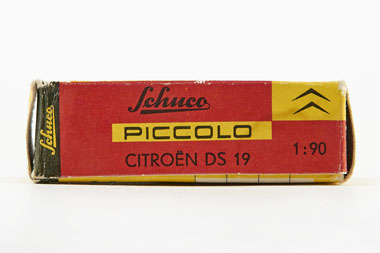 Schuco
Schuco
PICCOLO
CITROËN DS 19
1:90